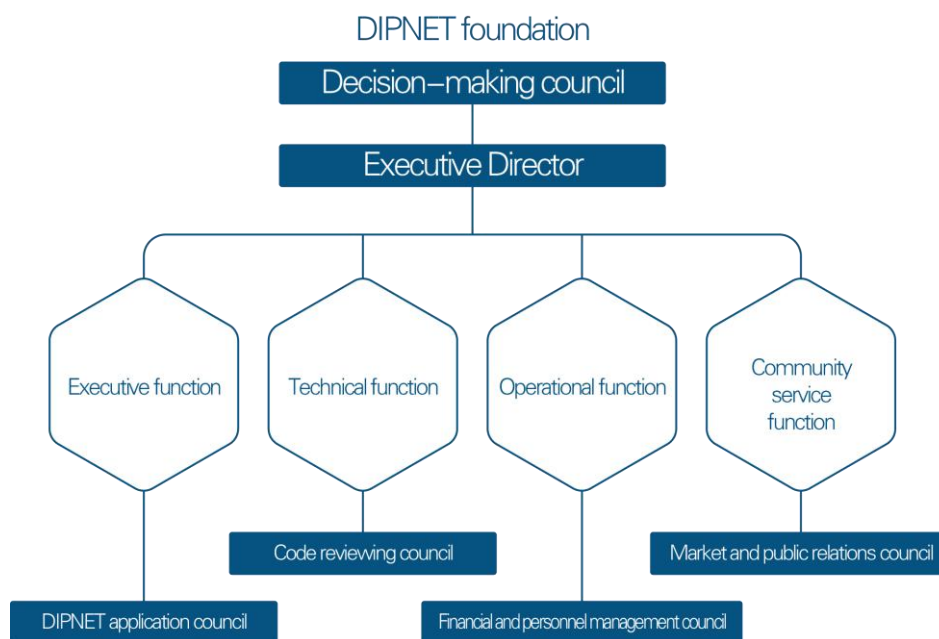 DIPNET foundation
Decision-making council
Executive Director
Executive function
Technical function
Operational function
Community
service
function
Code reviewing council
Market and public relations council
DIPNET application council
Financial and personnel management council